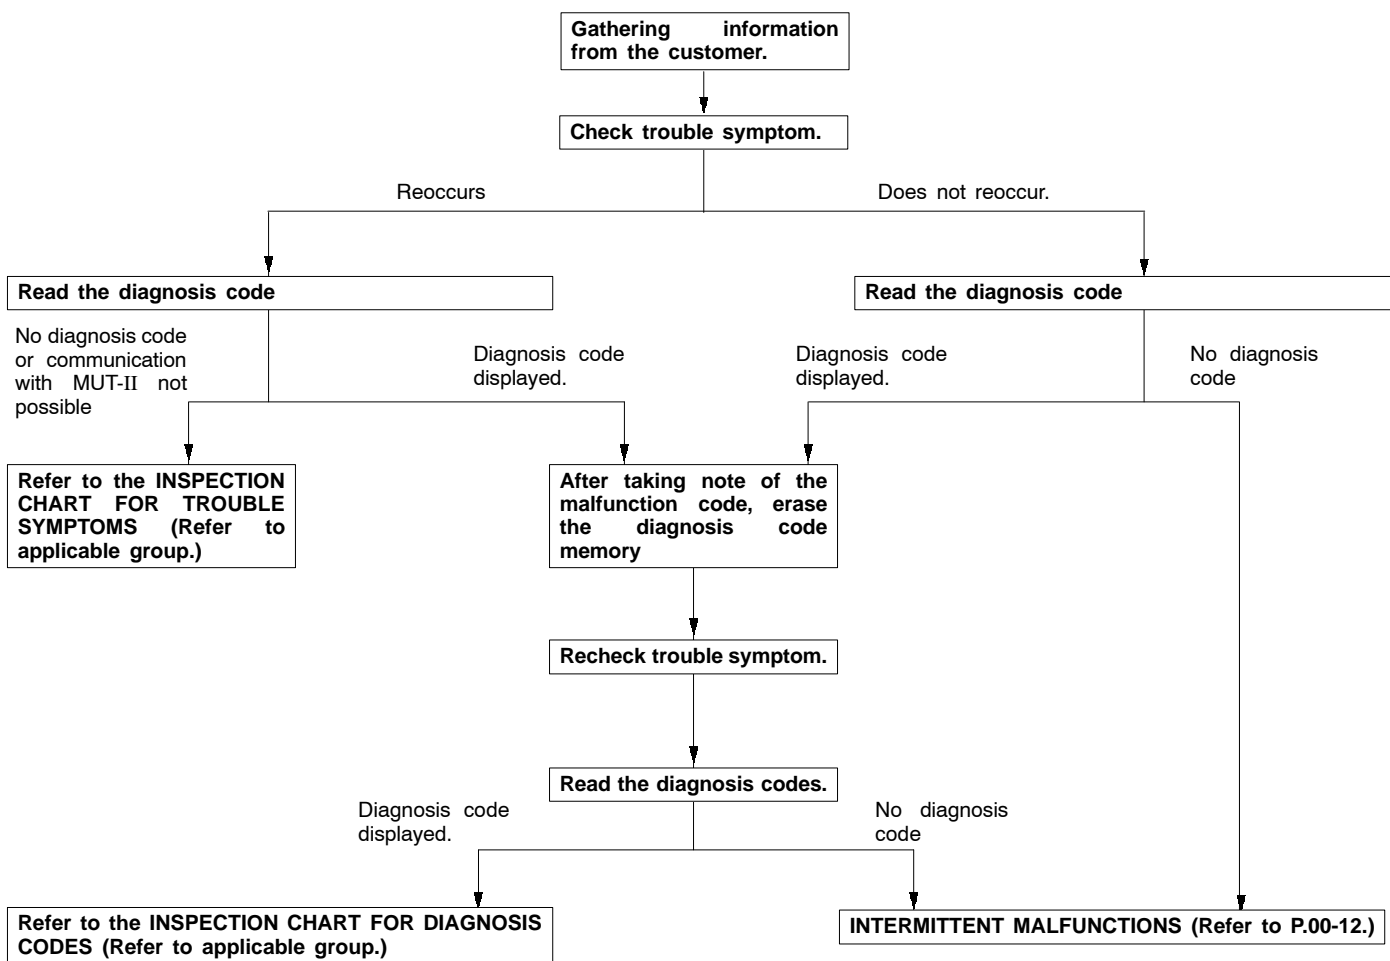 Gathering information
from the customer.
Check trouble symptom.
Reoccurs
Does not reoccur.
Read the diagnosis code
Read the diagnosis code
No diagnosis code
or communication
with MUT-II not
possible
Diagnosis code
displayed.
Diagnosis code
displayed.
No diagnosis
code
Refer to the INSPECTION
CHART FOR TROUBLE
SYMPTOMS (Refer to
applicable group.)
After taking note of the
malfunction code, erase
the diagnosis code
memory
Recheck trouble symptom.
Read the diagnosis codes.
Diagnosis code
displayed.
No diagnosis
code
Refer to the INSPECTION CHART FOR DIAGNOSIS
CODES (Refer to applicable group.)
INTERMITTENT MALFUNCTIONS (Refer to P.00-12.)